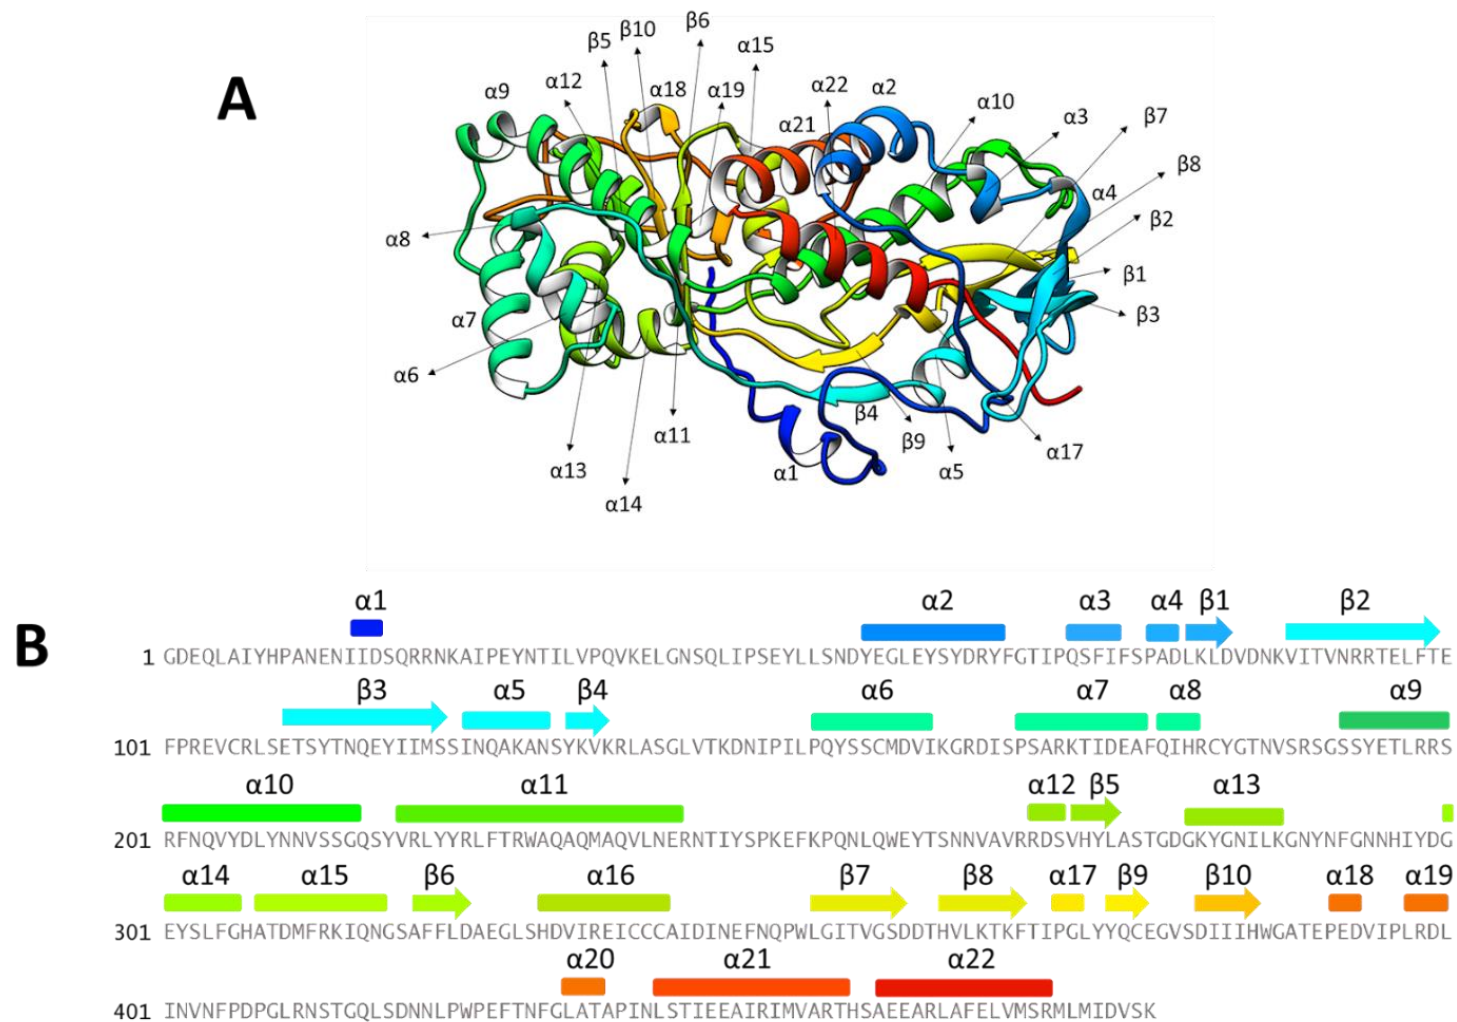 A
β6
β10
β5
α15
α12
α9
α18
α19
α22
α2
α10
α3
α21
β7
α4
β8
β2
α8
β1
β3
α7
α6
β4
α11
β9
α17
α13
α1
α5
α14
B
α1 α2 α3 α4 β1 β2
1 GDEQLAIYHPANENIIDSQRRNKAIPEYNTILVPQVKELGNSQLIPSEYLLSNDYEGLEYSYDRYFGTIPQSFIFSPADLKLDVDNKVITVNRRTELFTE
β3 α5 β4 α6 α7 α8 α9
101 FPREVCRLSETSYTNQEYIIMSSINQAKANSYKVKRLASGLVTKDNIPILPQYSSCMDVIKGRDISPSARKTIDEAFQIHRCYGTNVSRSGSSYETLRRS
α10 α11 α12 β5 α13
201 RFNQVYDLYNNVSSGQSYVRLYYRLFTRWAQAQMAQVLNERNTIYSPKEFKPQNLQWEYTSNNVAVRRDSVHYLASTGDGKYGNILKGNYNFGNNHIYDG
α14 α15 β6 α16 β7 β8 α17 β9 β10 α18 α19
301 EYSLFGHATDMFRKIQNGSAFFLDAEGLSHDVIREICCCAIDINEFNQPWLGITVGSDDTHVLKTKFTIPGLYYQCEGVSDIIIHWGATEPEDVIPLRDL
α20 α21 α22
401 INVNFPDPGLRNSTGQLSDNNLPWPEFTNFGLATAPINLSTIEEAIRIMVARTHSAEEARLAFELVMSRMLMIDVSK